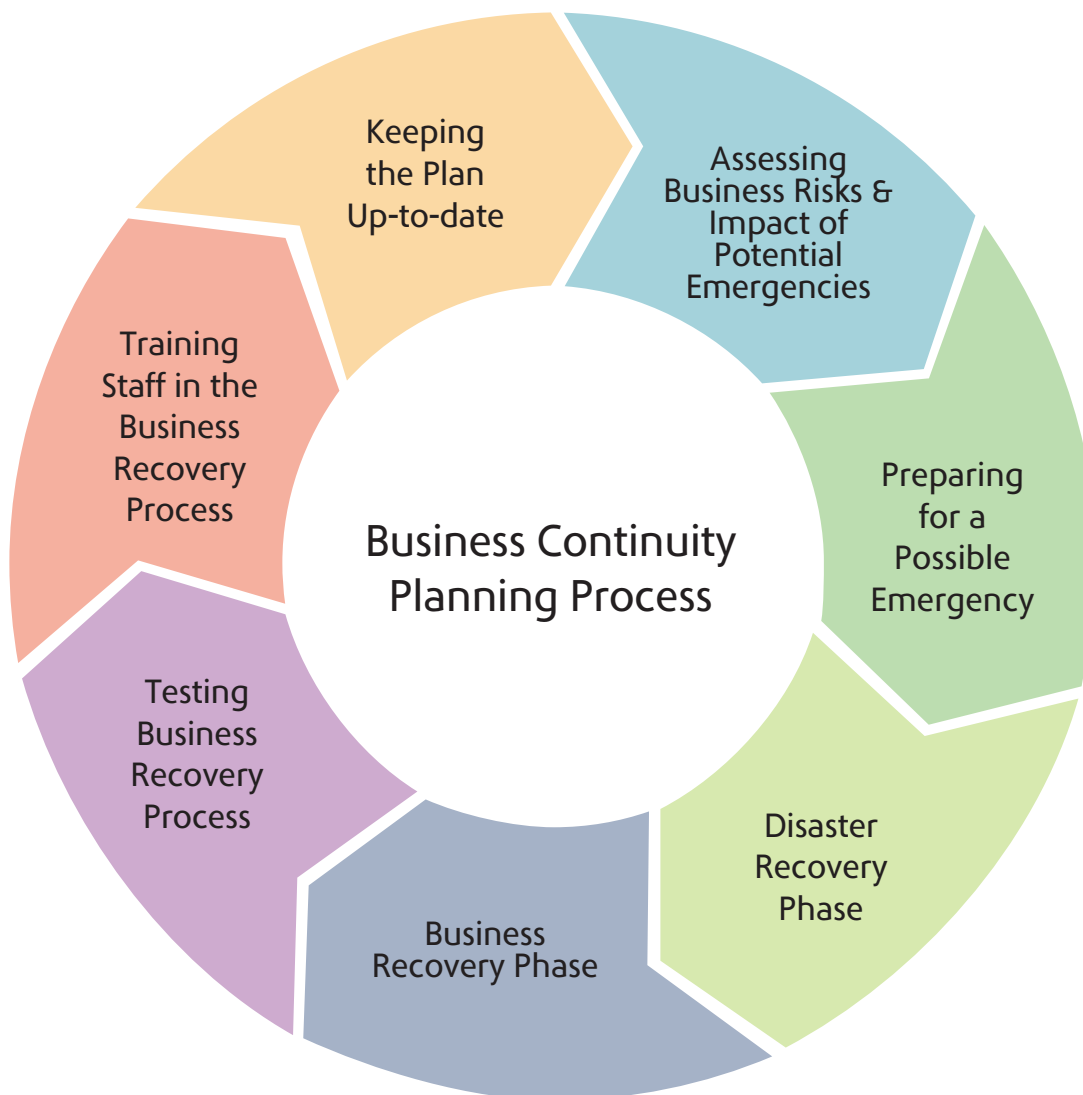 Business Continuity
Planning Process
Assessing
Business Risks &
Impact of
Potential
Emergencies
Preparing
for a
Possible
Emergency
Disaster
Recovery
Phase
Business
Recovery Phase
Testing
Business
Recovery
Process
Training
Staff in the
Business
Recovery
Process
Keeping
the Plan
Up-to-date